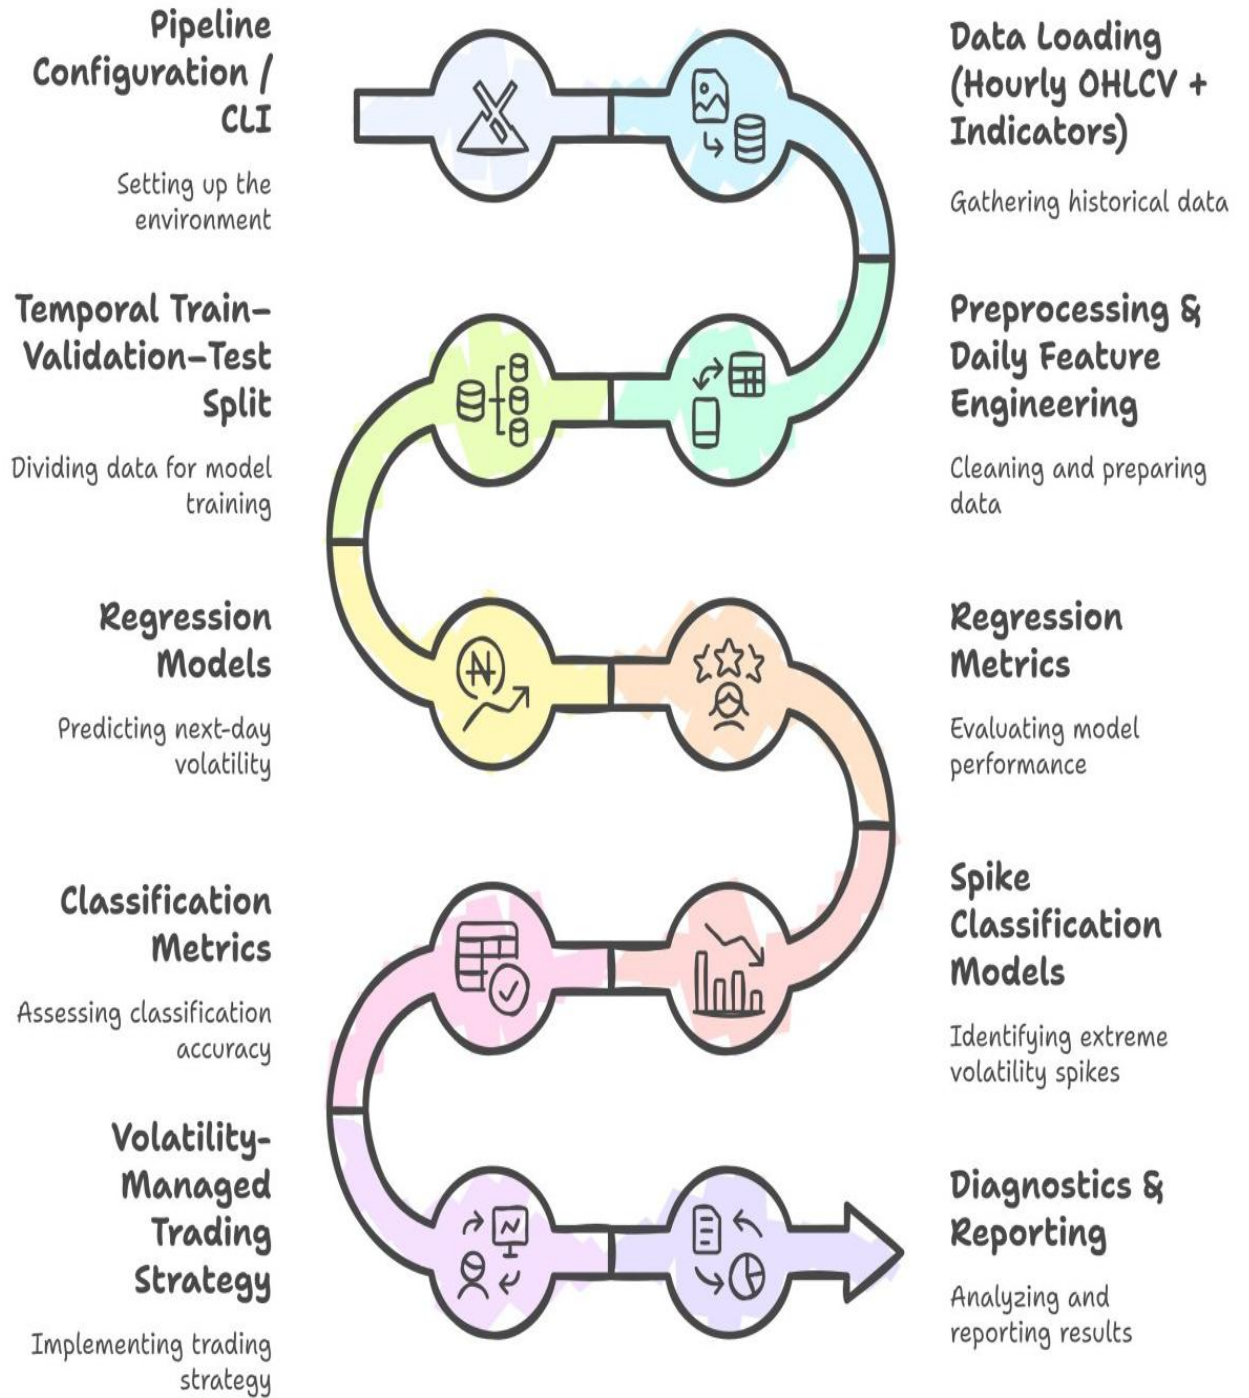 Pipeline
Configuration /
CLI
Setting up the
environment
Data Loading
(Hourly OHLCV +
Indicators)
Gathering historical data
Preprocessing &
Daily Feature
Engineering
Cleaning and preparing
data
Temporal Train–
Validation–Test
Split
Dividing data for model
training
Regression
Models
Predicting next-day
volatility
Regression
Metrics
Evaluating model
performance
Spike
Classification
Models
Identifying extreme
volatility spikes
Classification
Metrics
Assessing classification
accuracy
Volatility-
Managed
Trading
Strategy
Implementing trading
strategy
Diagnostics &
Reporting
Analyzing and
reporting results